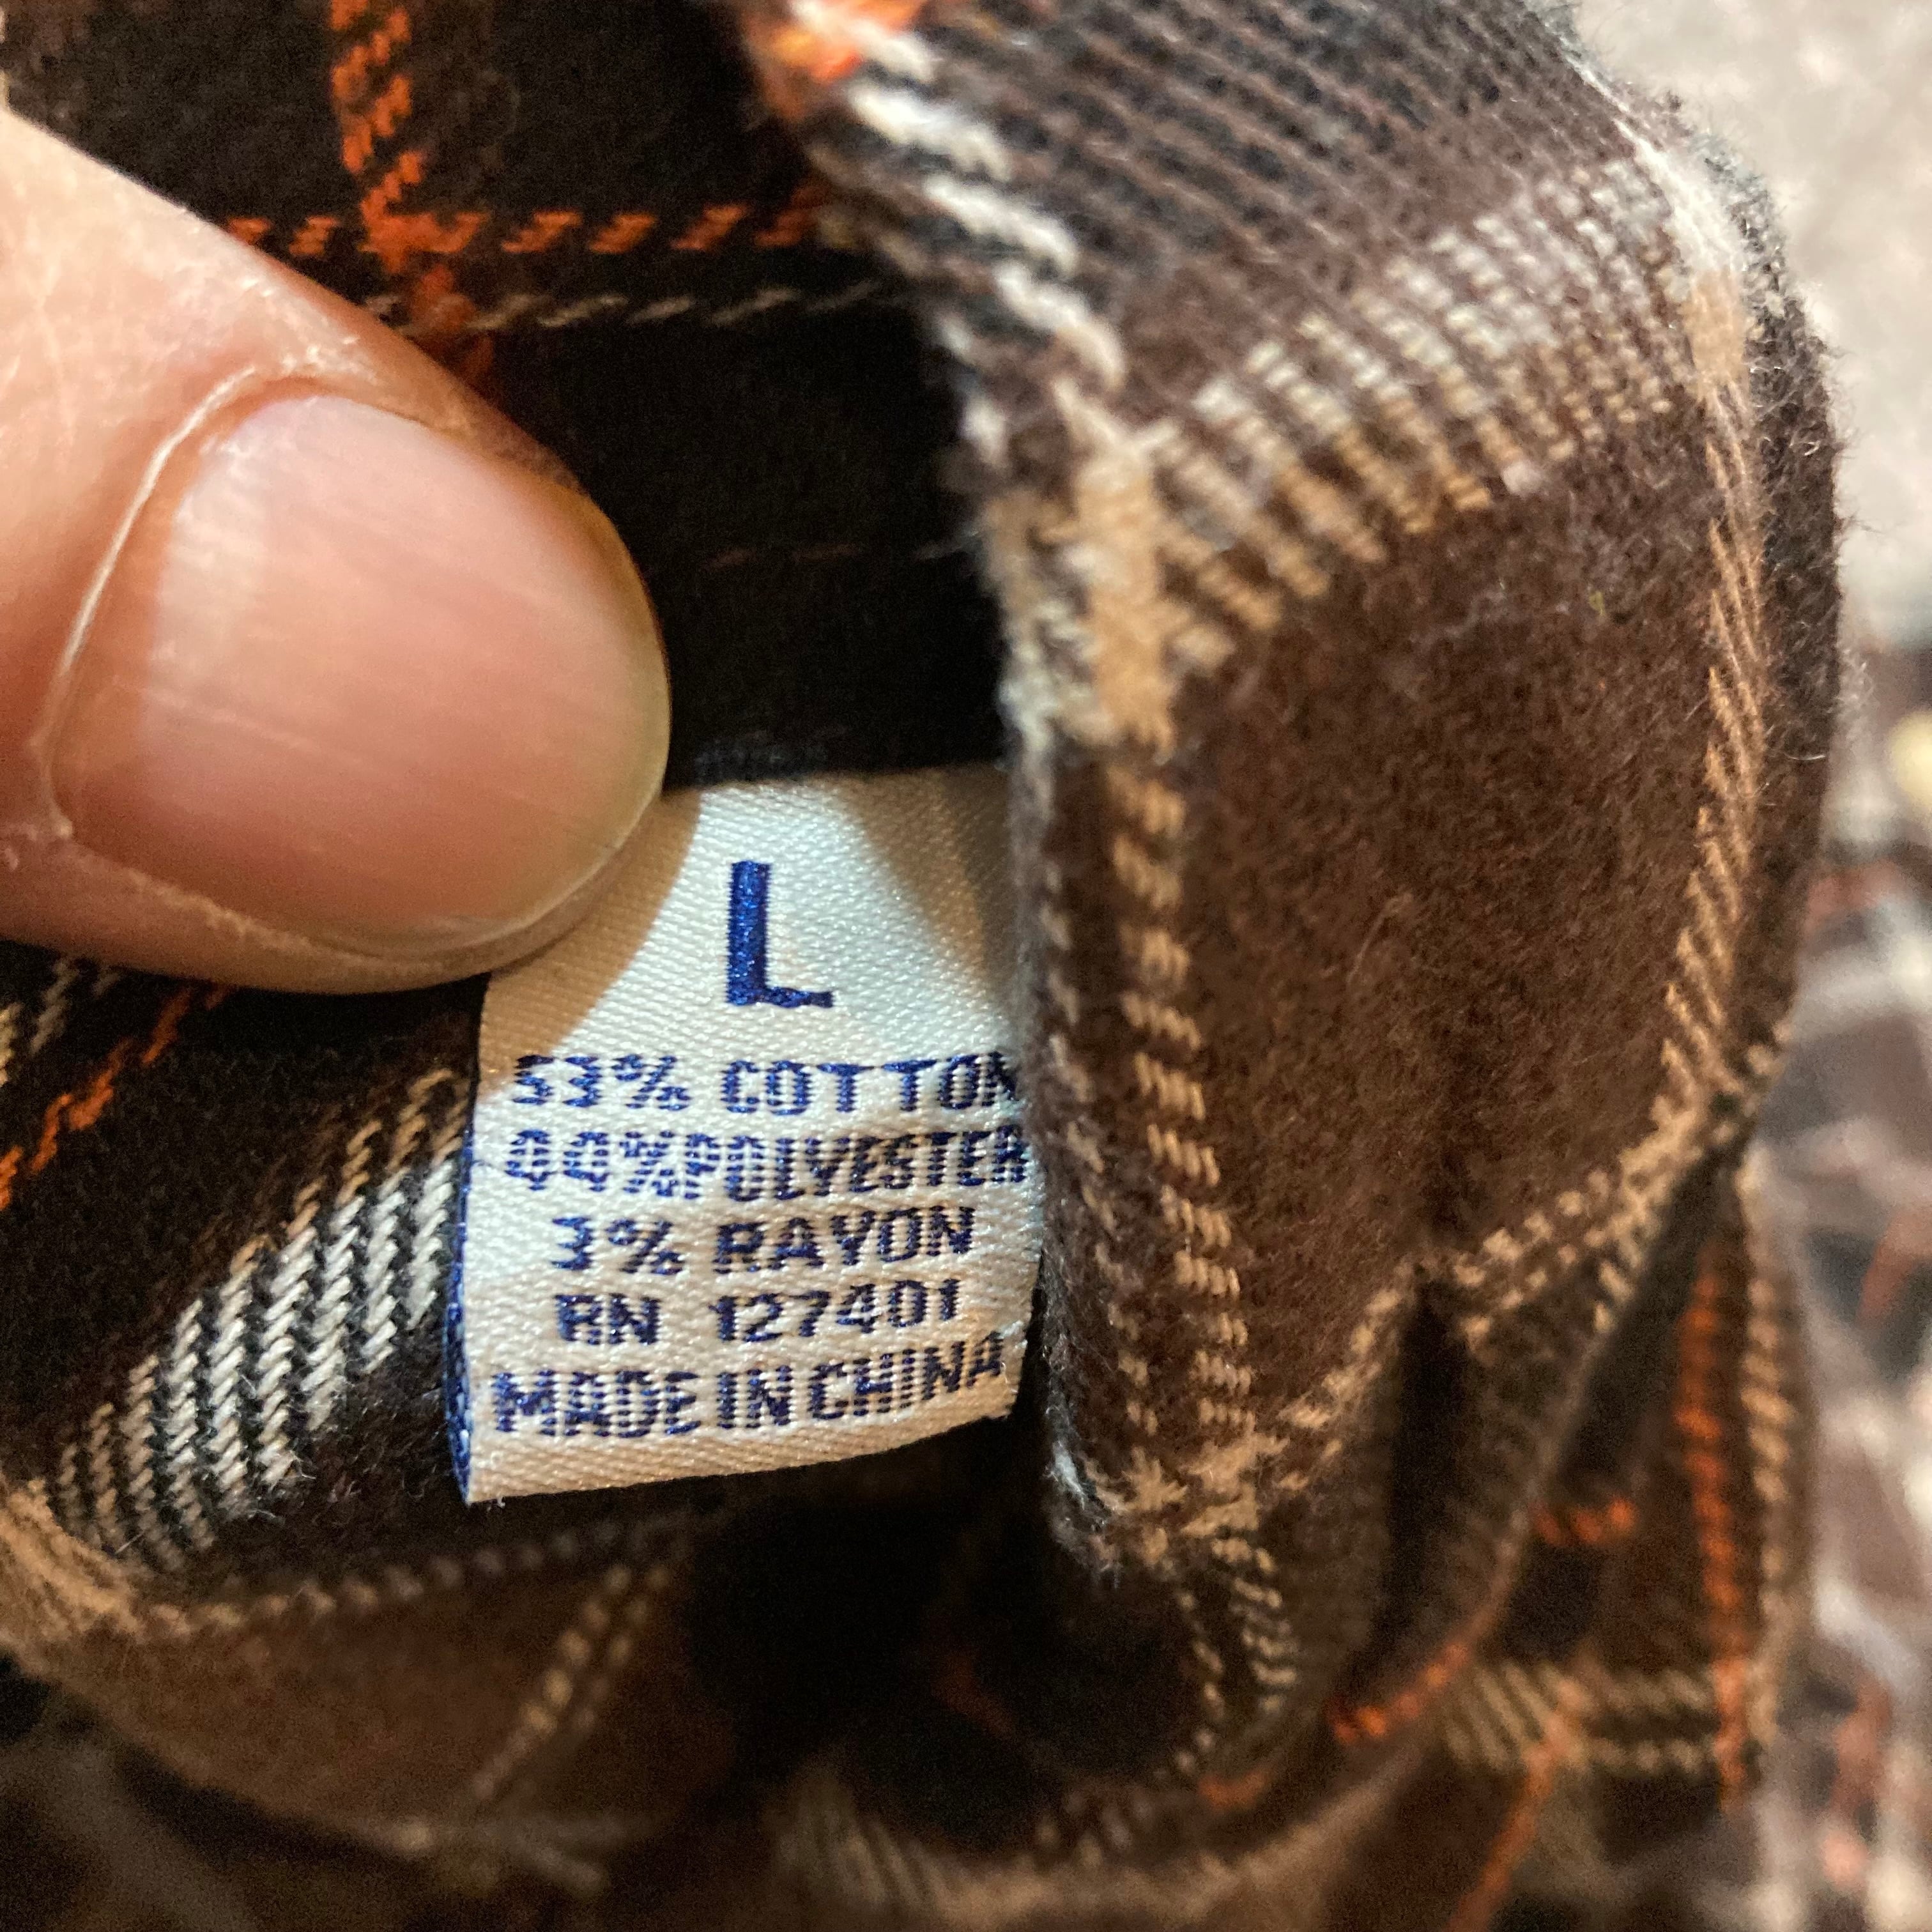 L
53% COTTON
44%POLYESTER
3% RAYON
RN 127401
MADE IN CHINA